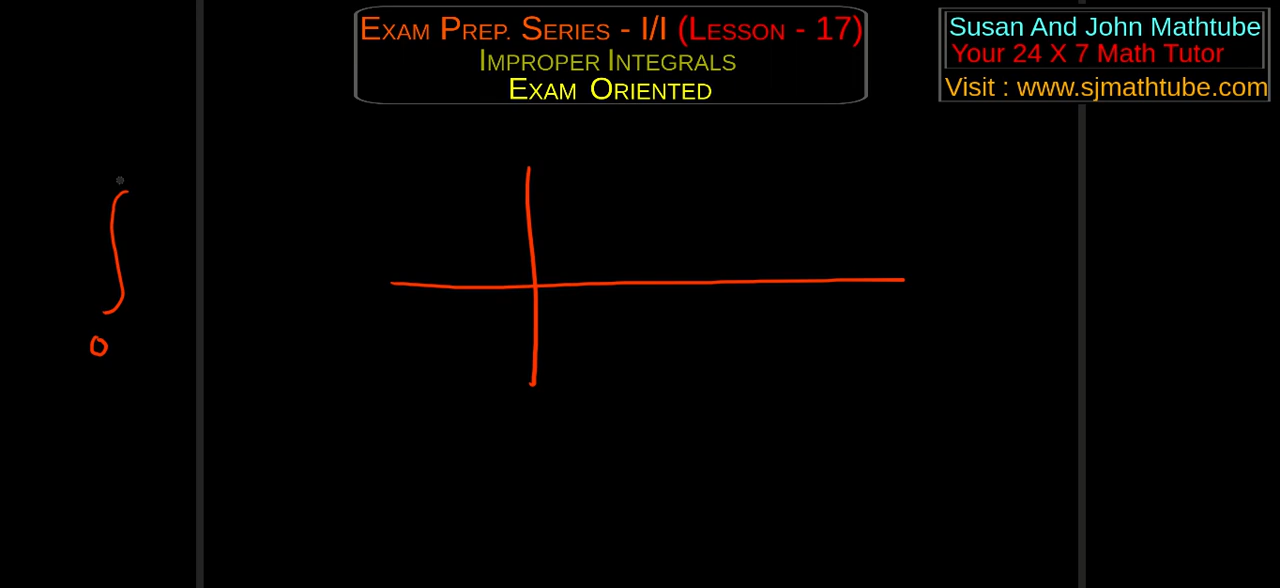 Exam Prep. Series - I/I (Lesson - 17)
Improper Integrals
Exam Oriented
Susan And John Mathtube
Your 24 X 7 Math Tutor
Visit : www.sjmathtube.com
∫
0